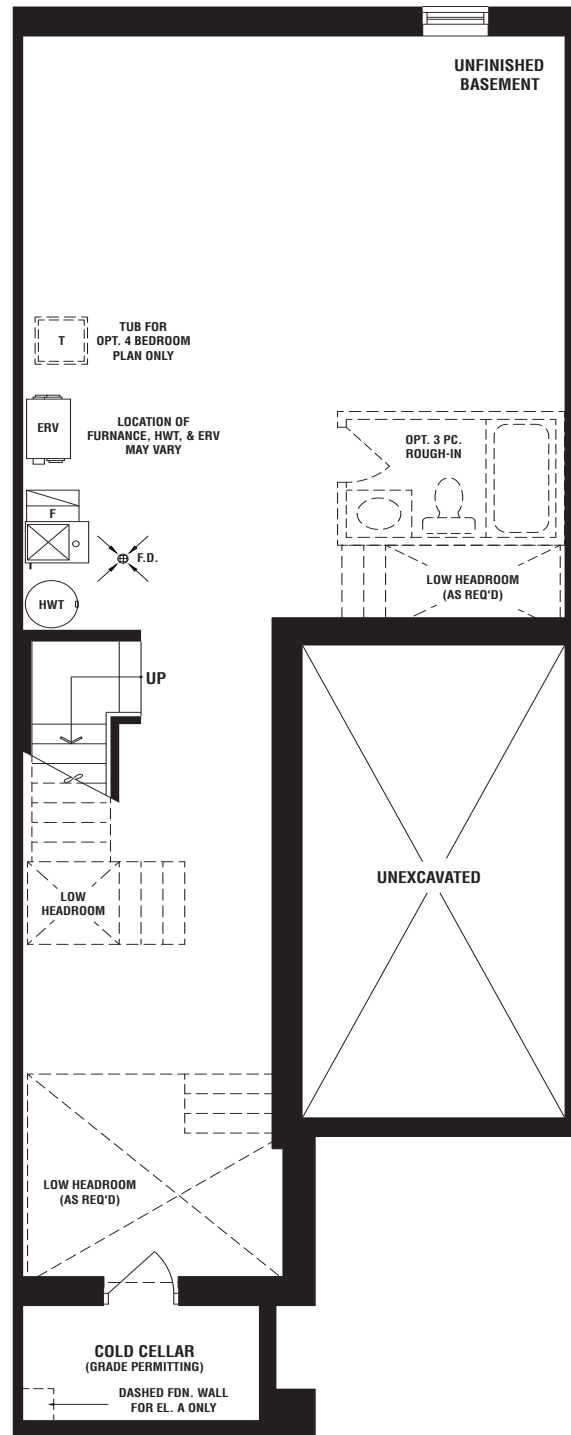 UNFINISHED
BASEMENT
T
TUB FOR
OPT. 4 BEDROOM
PLAN ONLY
ERV
LOCATION OF
FURNANCE, HWT, & ERV
MAY VARY
OPT. 3 PC.
ROUGH-IN
F
F.D.
HWT
LOW HEADROOM
(AS REQ'D)
UP
UNEXCAVATED
LOW
HEADROOM
LOW HEADROOM
(AS REQ'D)
COLD CELLAR
(GRADE PERMITTING)
DASHED FDN. WALL
FOR EL. A ONLY